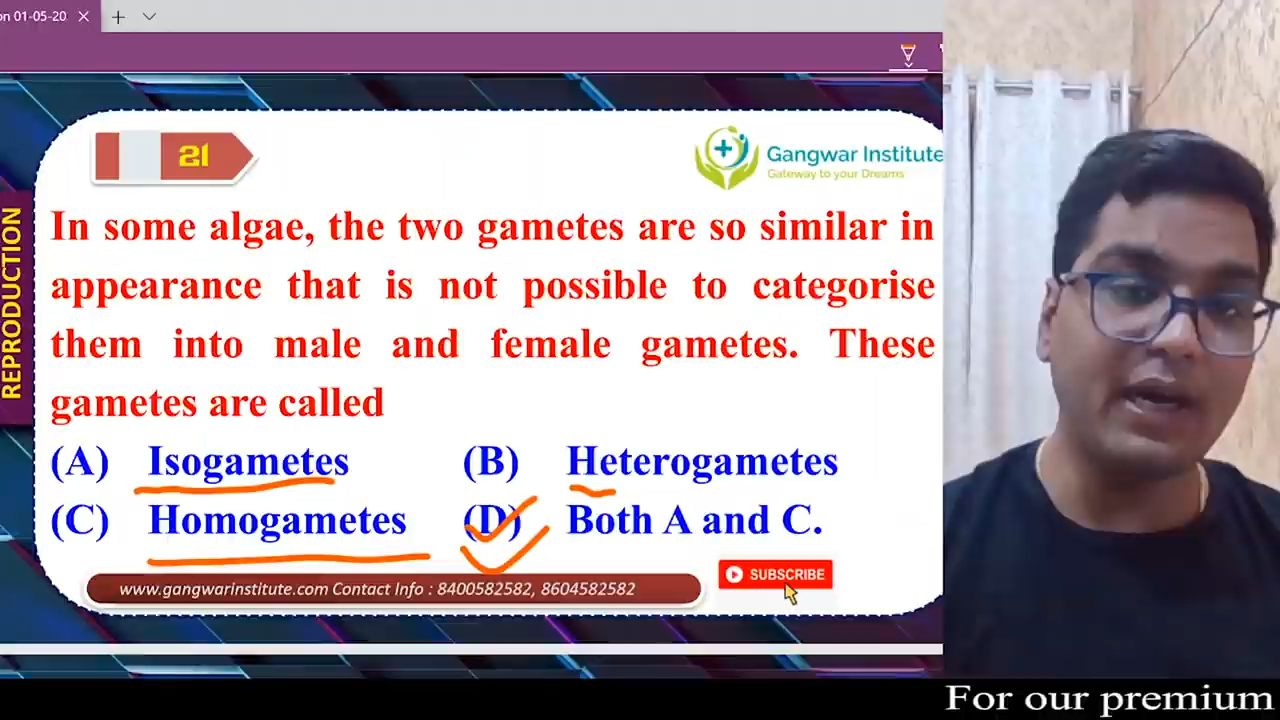 on 01-05-20
21
Gangwar Institute
Gateway to your Dreams
REPRODUCTION
In some algae, the two gametes are so similar in
appearance that is not possible to categorise
them into male and female gametes. These
gametes are called
(A) Isogametes (B) Heterogametes
(C) Homogametes (D) Both A and C.
www.gangwarinstitute.com Contact Info : 8400582582, 8604582582
SUBSCRIBE
For our premium